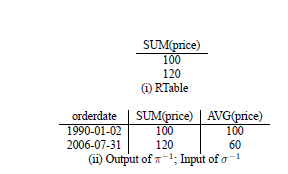 SUM(price)
100
120
(i) RTable
orderdate SUM(price) AVG(price)
1990-01-02 100 100
2006-07-31 120 60
(ii) Output of π⁻¹; Input of σ⁻¹